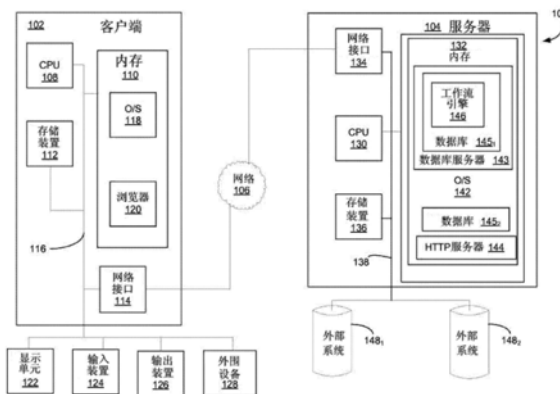 102 客户端
CPU
108
内存
110
O/S
118
存储
装置
112
浏览器
120
116
网络
接口
114
显示
单元
122
输入
装置
124
输出
装置
126
外围
设备
128
网络
106
104 服务器
网络
接口
134
132
内存
工作流
引擎
146
数据库 145₁
数据库服务器 143
CPU
130
O/S
142
存储
装置
136
数据库 145₂
HTTP服务器 144
138
外部
系统
148₁
外部
系统
148₂